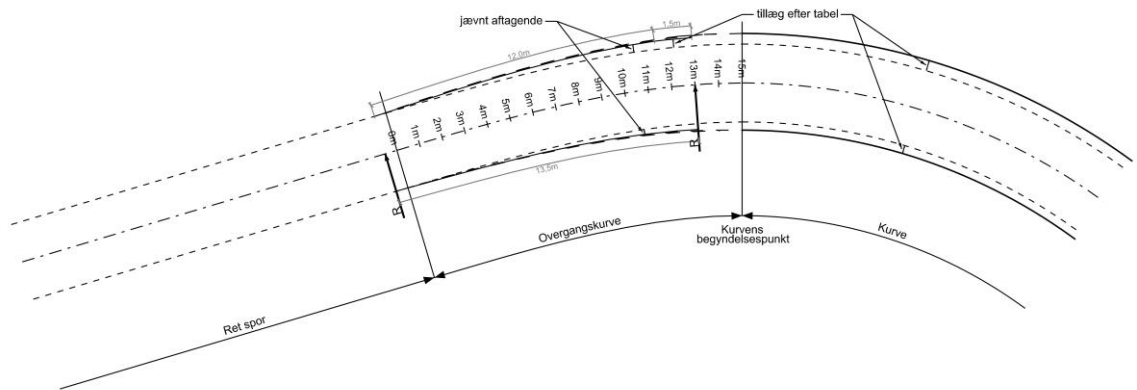 jævnt aftagende
1,5m
tillæg efter tabel
12,0m
0m
1m
2m
3m
4m
5m
6m
7m
8m
9m
10m
11m
12m
13m
14m
15m
R
R
13,5m
Overgangskurve
Kurvens
begyndelsespunkt
Kurve
Ret spor